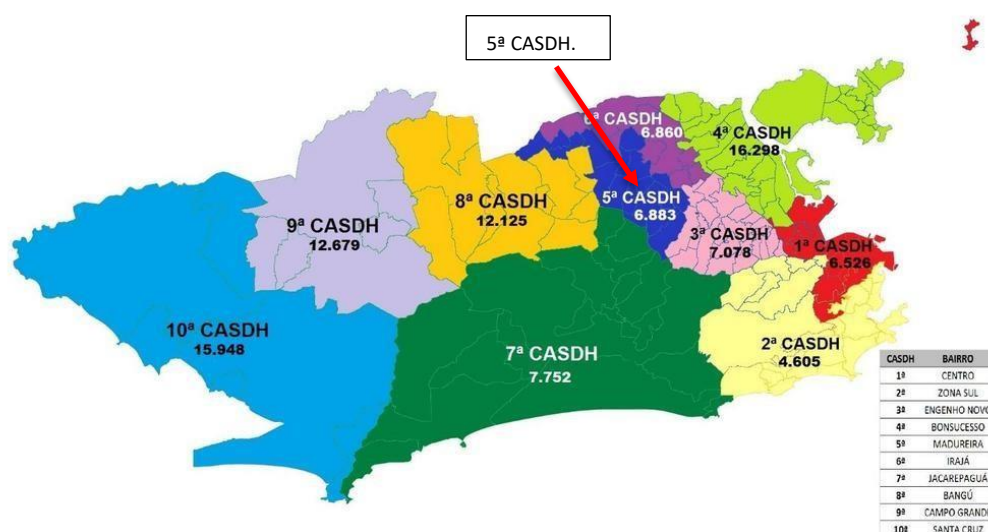 5ª CASDH.
6ª CASDH
6.860
4ª CASDH
16.298
5ª CASDH
6.883
8ª CASDH
12.125
9ª CASDH
12.679
3ª CASDH
7.078
1ª CASDH
6.526
10ª CASDH
15.948
7ª CASDH
7.752
2ª CASDH
4.605
CASDH BAIRRO
1ª CENTRO
2ª ZONA SUL
3ª ENGENHO NOVO
4ª BONSUCESSO
5ª MADUREIRA
6ª IRAJÁ
7ª JACAREPAGUÁ
8ª BANGÚ
9ª CAMPO GRANDE
10ª SANTA CRUZ